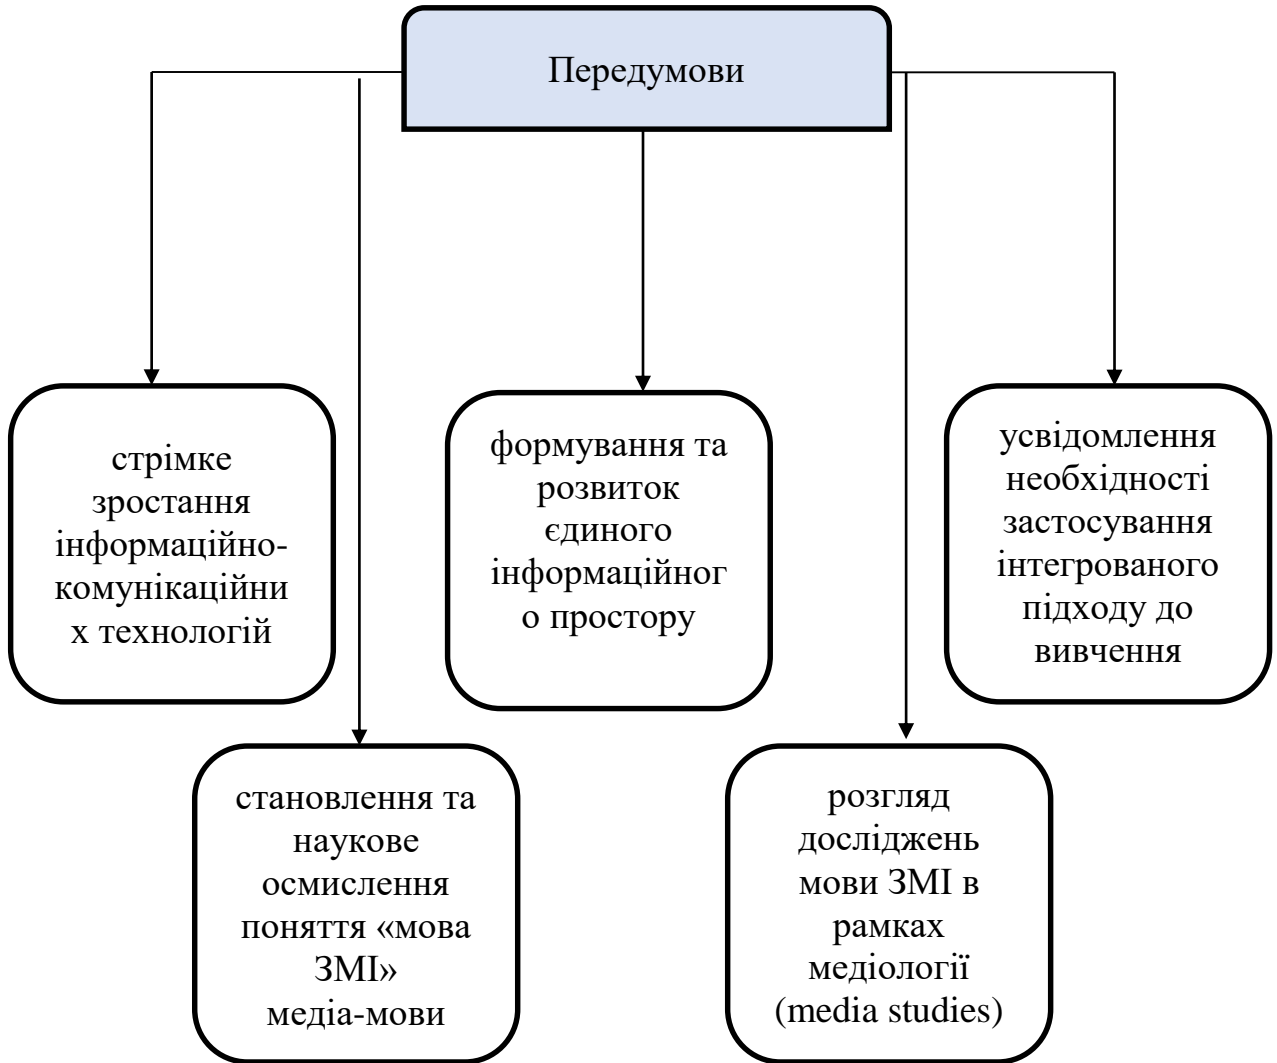 Передумови
стрімке
зростання
інформаційно-
комунікаційни
х технологій
формування та
розвиток
єдиного
інформаційног
о простору
усвідомлення
необхідності
застосування
інтегрованого
підходу до
вивчення
становлення та
наукове
осмислення
поняття «мова
ЗМІ»
медіа-мови
розгляд
досліджень
мови ЗМІ в
рамках
медіології
(media studies)